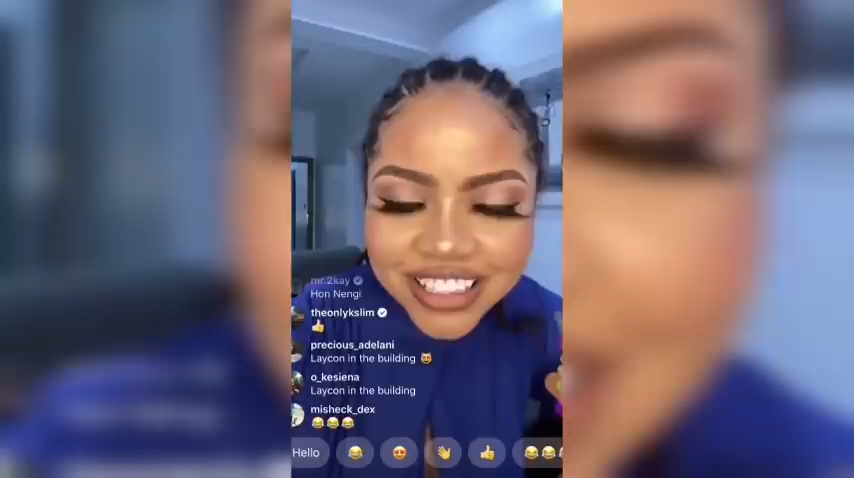 mr.2kay
Hon Nengi
theonlykslim
👍
precious_adelani
Laycon in the building 😻
o_kesiena
Laycon in the building
misheck_dex
😂😂😂
Hello 😂 😍 👋 👍 😂😂